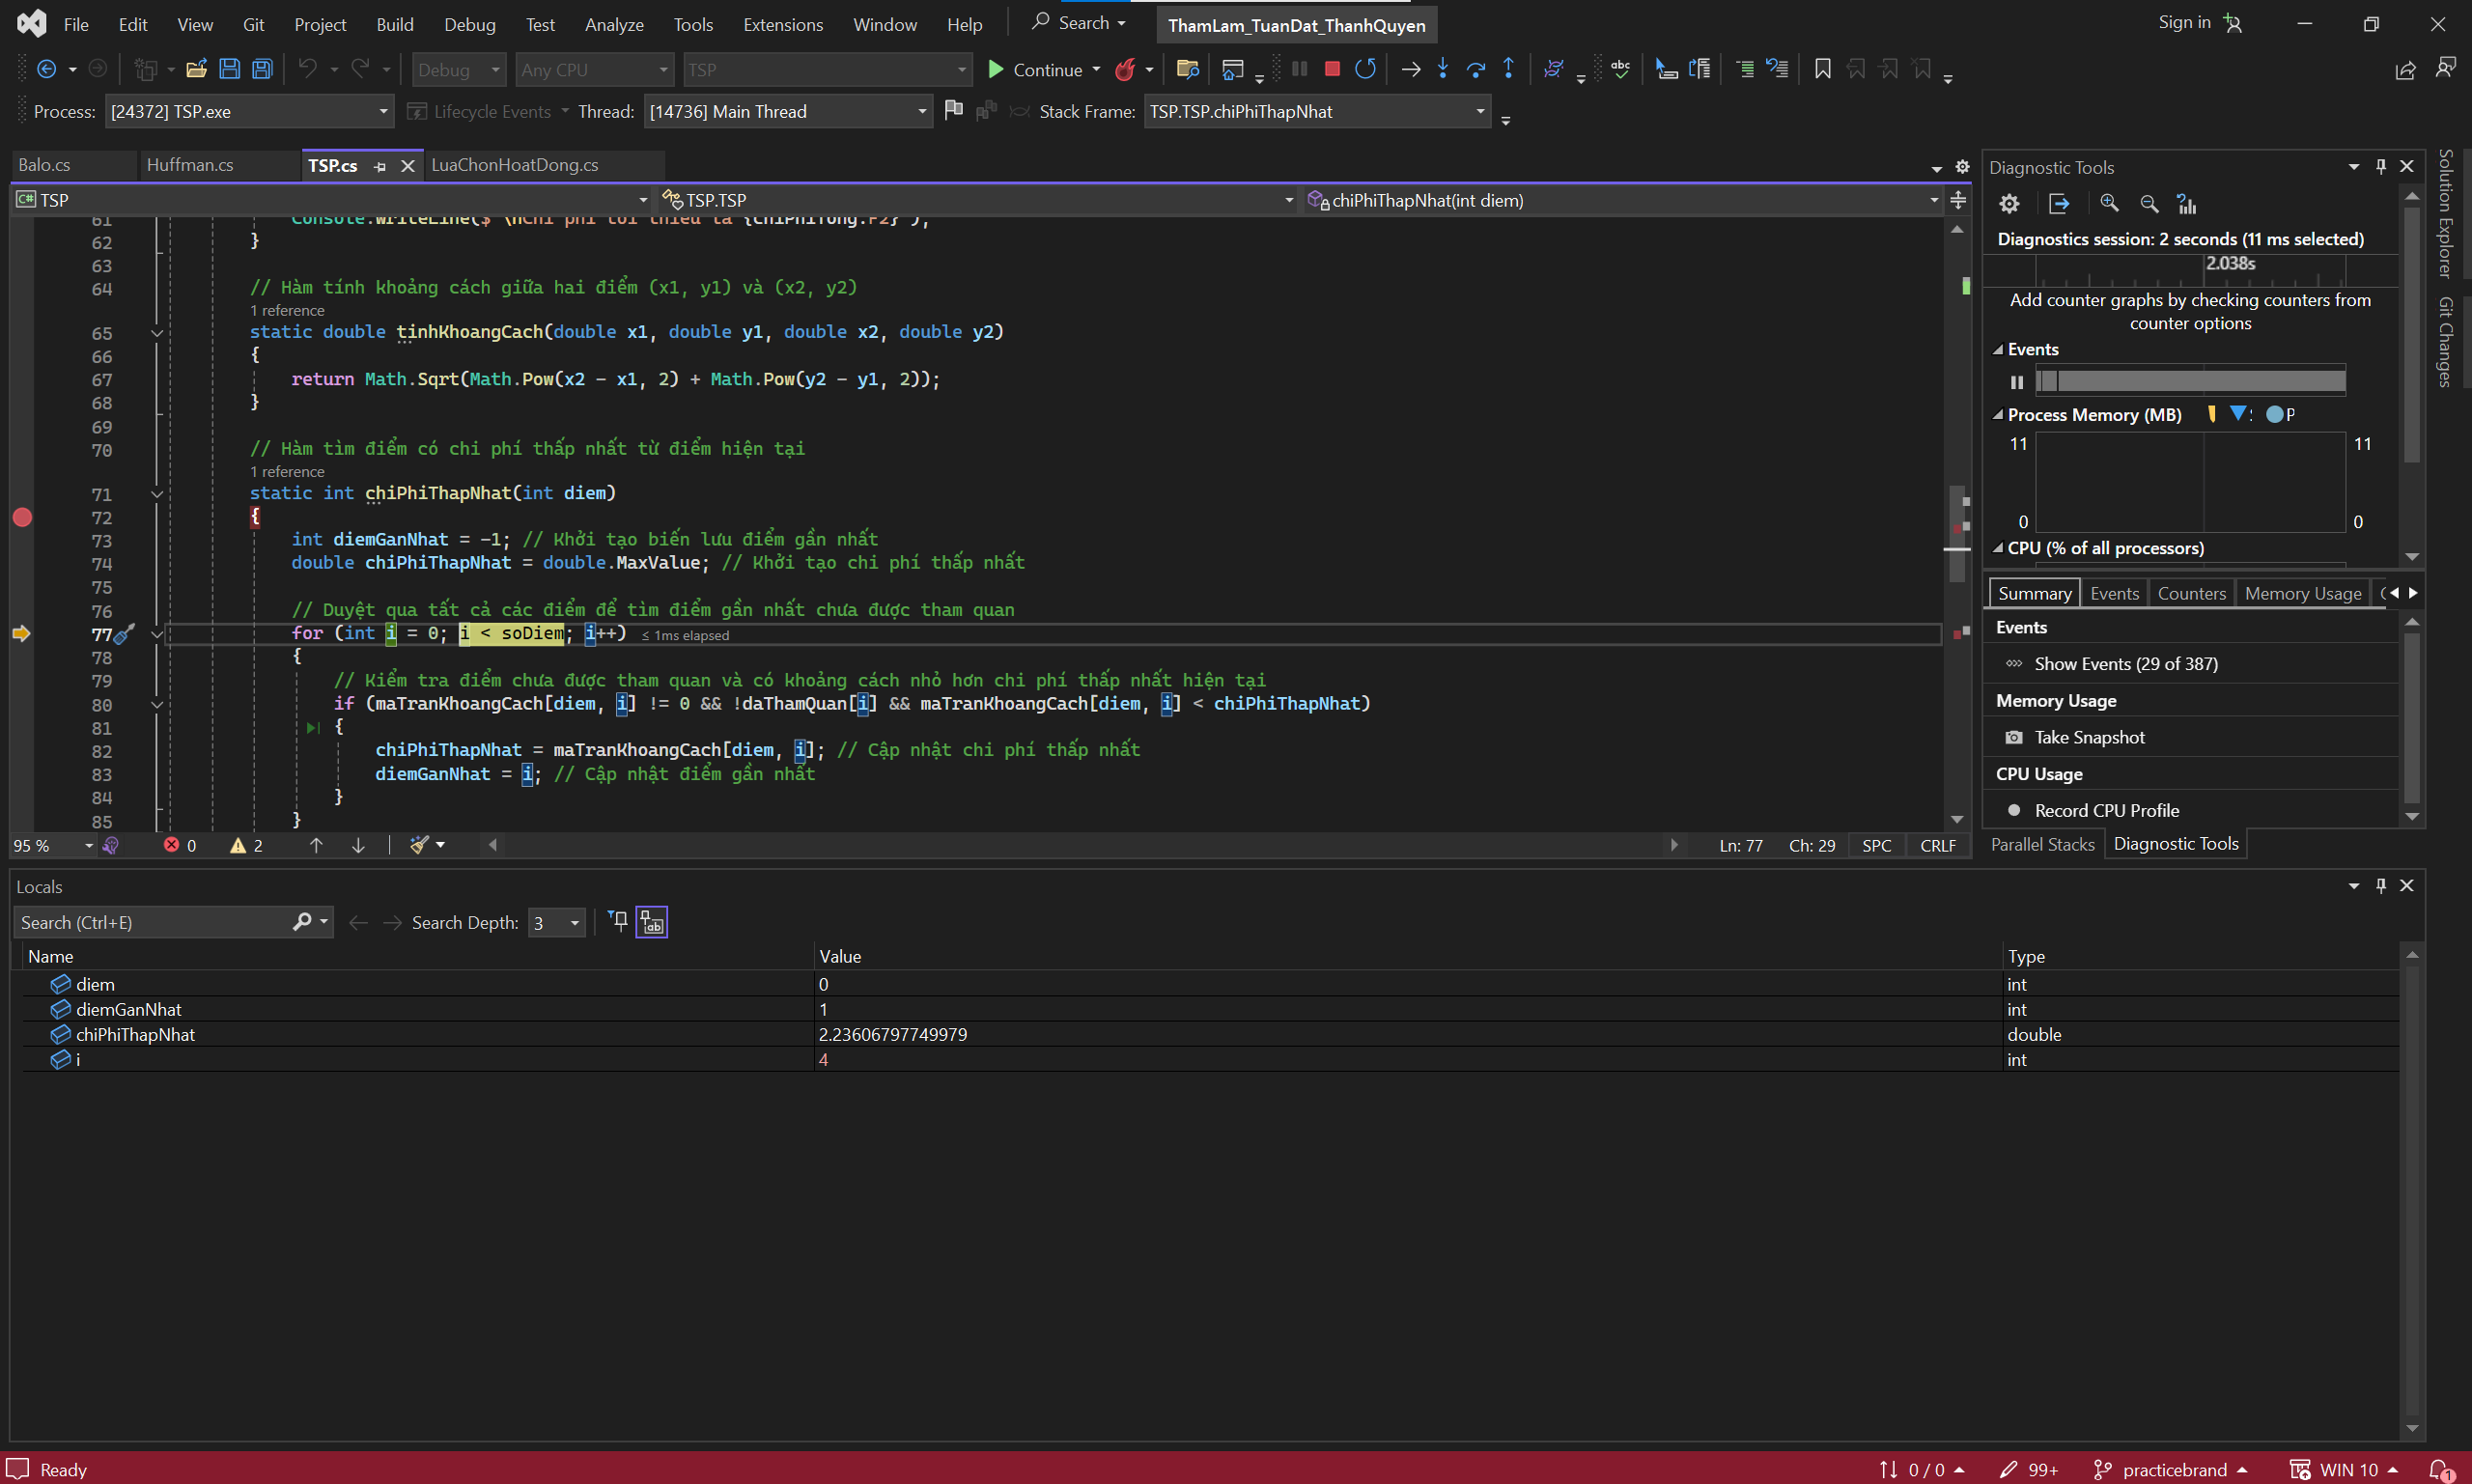 File Edit View Git Project Build Debug Test Analyze Tools Extensions Window Help Search ThamLam_TuanDat_ThanhQuyen Sign in
Debug Any CPU TSP Continue
Process: [24372] TSP.exe Lifecycle Events Thread: [14736] Main Thread Stack Frame: TSP.TSP.chiPhiThapNhat
Balo.cs Huffman.cs TSP.cs LuaChonHoatDong.cs
C# TSP TSP.TSP chiPhiThapNhat(int diem)
62 }
63
64 // Hàm tính khoảng cách giữa hai điểm (x1, y1) và (x2, y2)
1 reference
65 static double tinhKhoangCach(double x1, double y1, double x2, double y2)
66 {
67 return Math.Sqrt(Math.Pow(x2 - x1, 2) + Math.Pow(y2 - y1, 2));
68 }
69
70 // Hàm tìm điểm có chi phí thấp nhất từ điểm hiện tại
1 reference
71 static int chiPhiThapNhat(int diem)
72 {
73 int diemGanNhat = -1; // Khởi tạo biến lưu điểm gần nhất
74 double chiPhiThapNhat = double.MaxValue; // Khởi tạo chi phí thấp nhất
75
76 // Duyệt qua tất cả các điểm để tìm điểm gần nhất chưa được tham quan
77 for (int i = 0; i < soDiem; i++) ≤ 1ms elapsed
78 {
79 // Kiểm tra điểm chưa được tham quan và có khoảng cách nhỏ hơn chi phí thấp nhất hiện tại
80 if (maTranKhoangCach[diem, i] != 0 && !daThamQuan[i] && maTranKhoangCach[diem, i] < chiPhiThapNhat)
81 {
82 chiPhiThapNhat = maTranKhoangCach[diem, i]; // Cập nhật chi phí thấp nhất
83 diemGanNhat = i; // Cập nhật điểm gần nhất
84 }
85 }
95 % 0 2 Ln: 77 Ch: 29 SPC CRLF
Diagnostic Tools
Diagnostics session: 2 seconds (11 ms selected)
2.038s
Add counter graphs by checking counters from
counter options
Events
Process Memory (MB) P
11 11
0 0
CPU (% of all processors)
Summary Events Counters Memory Usage
Events
Show Events (29 of 387)
Memory Usage
Take Snapshot
CPU Usage
Record CPU Profile
Parallel Stacks Diagnostic Tools
Solution Explorer
Git Changes
Locals
Search (Ctrl+E) Search Depth: 3
Name Value Type
diem 0 int
diemGanNhat 1 int
chiPhiThapNhat 2.23606797749979 double
i 4 int
Ready 0 / 0 99+ practicebrand WIN 10 1